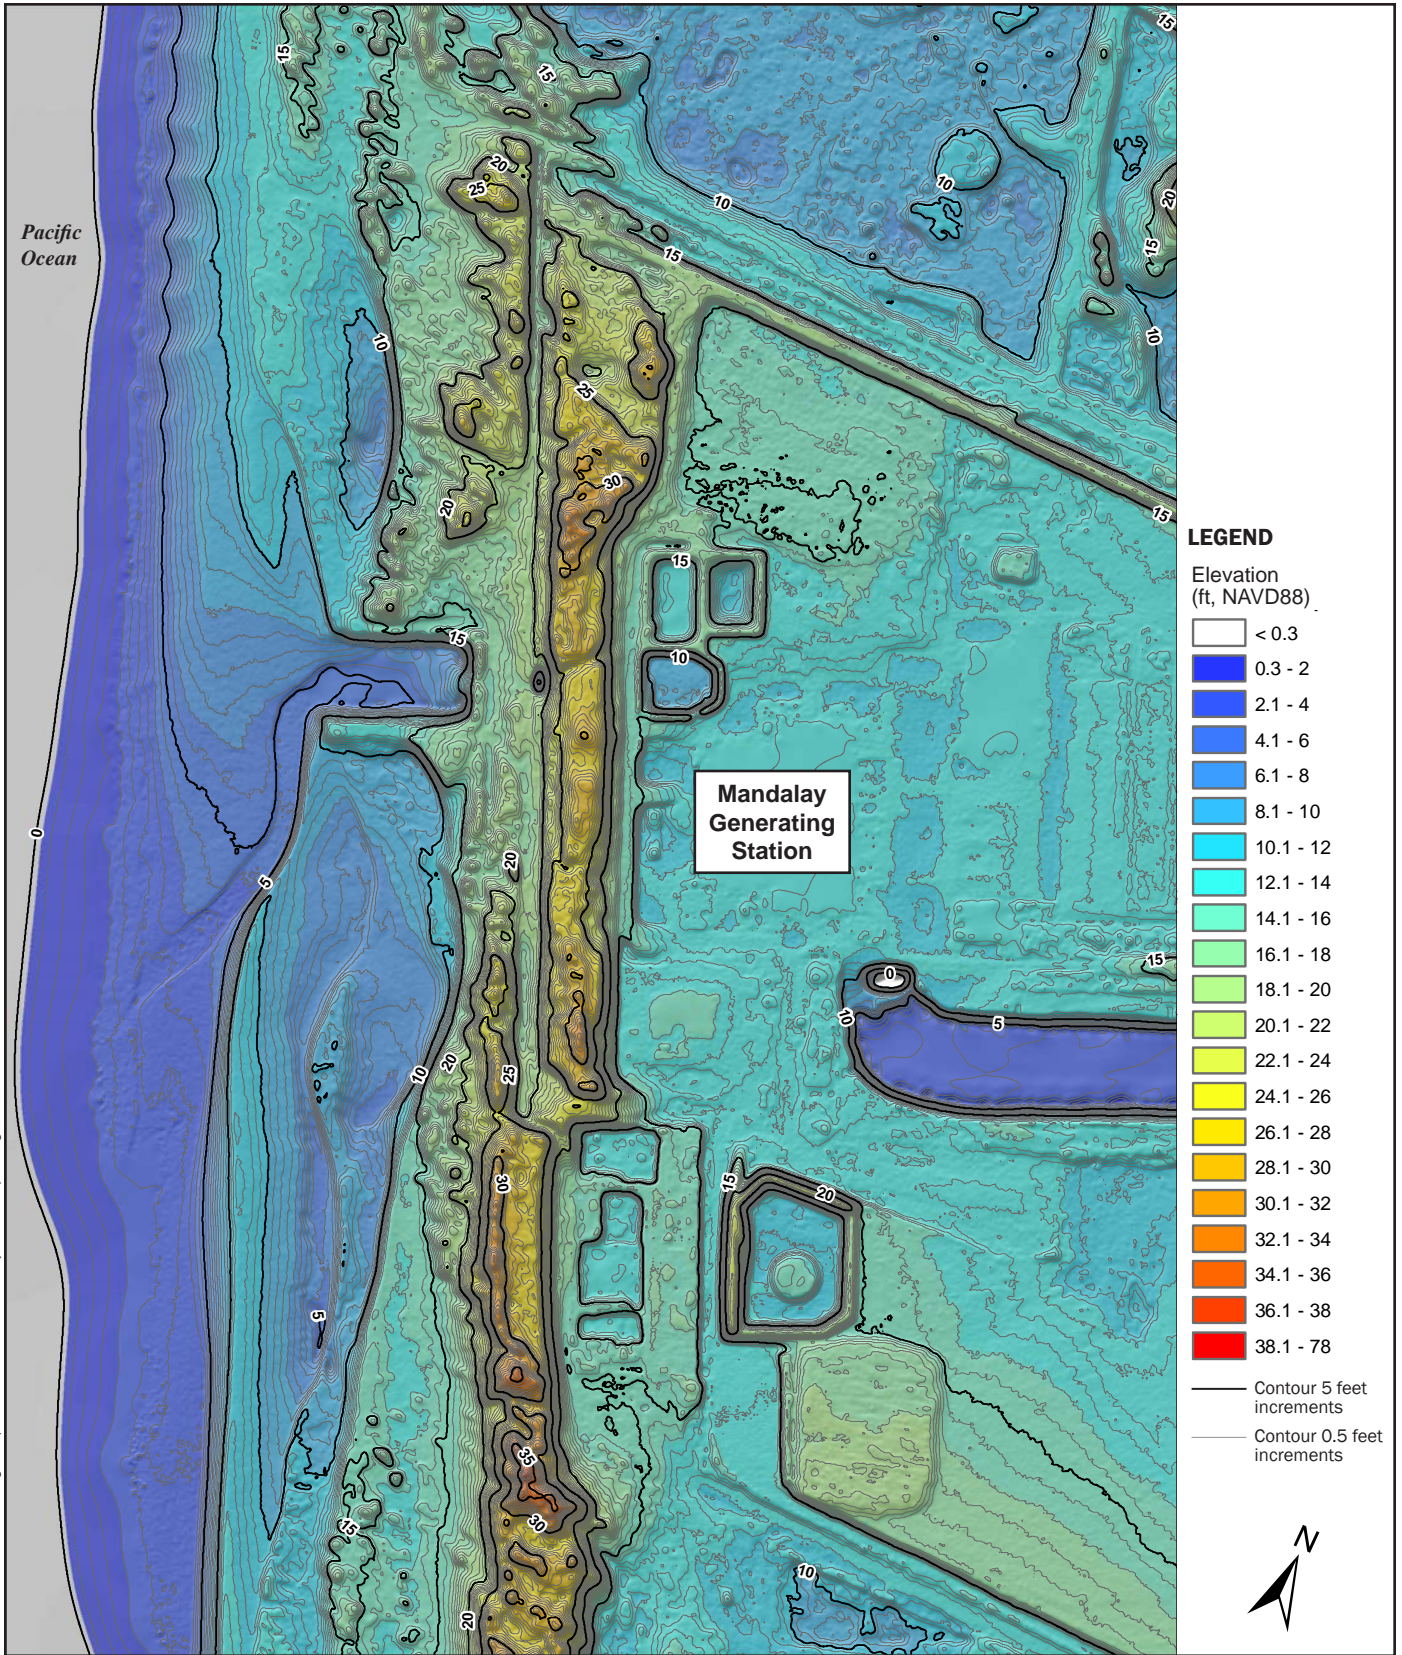 15
15
15
20
25
10
10
20
15
Pacific
Ocean
15
10
10
25
30
20
15
15
15
10
LEGEND
Elevation
(ft, NAVD88)
< 0.3
0.3 - 2
2.1 - 4
4.1 - 6
6.1 - 8
8.1 - 10
10.1 - 12
12.1 - 14
14.1 - 16
16.1 - 18
18.1 - 20
20.1 - 22
22.1 - 24
24.1 - 26
26.1 - 28
28.1 - 30
30.1 - 32
32.1 - 34
34.1 - 36
36.1 - 38
38.1 - 78
Contour 5 feet
increments
Contour 0.5 feet
increments
N
Mandalay
Generating
Station
0
5
20
15
0
10
5
10
20
25
30
15
20
5
35
30
15
20
10